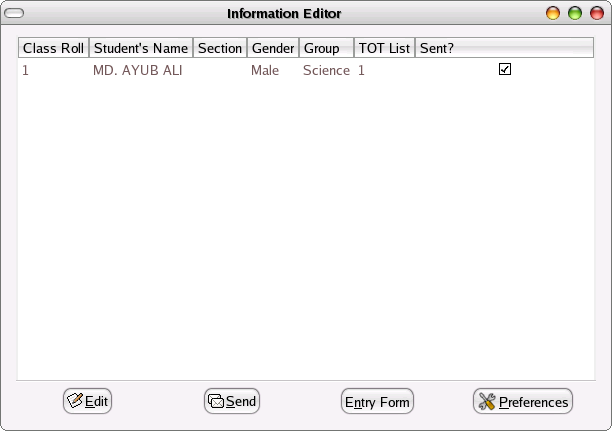 Information Editor
Class Roll Student's Name Section Gender Group TOT List Sent?
1 MD. AYUB ALI Male Science 1
Edit Send Entry Form Preferences